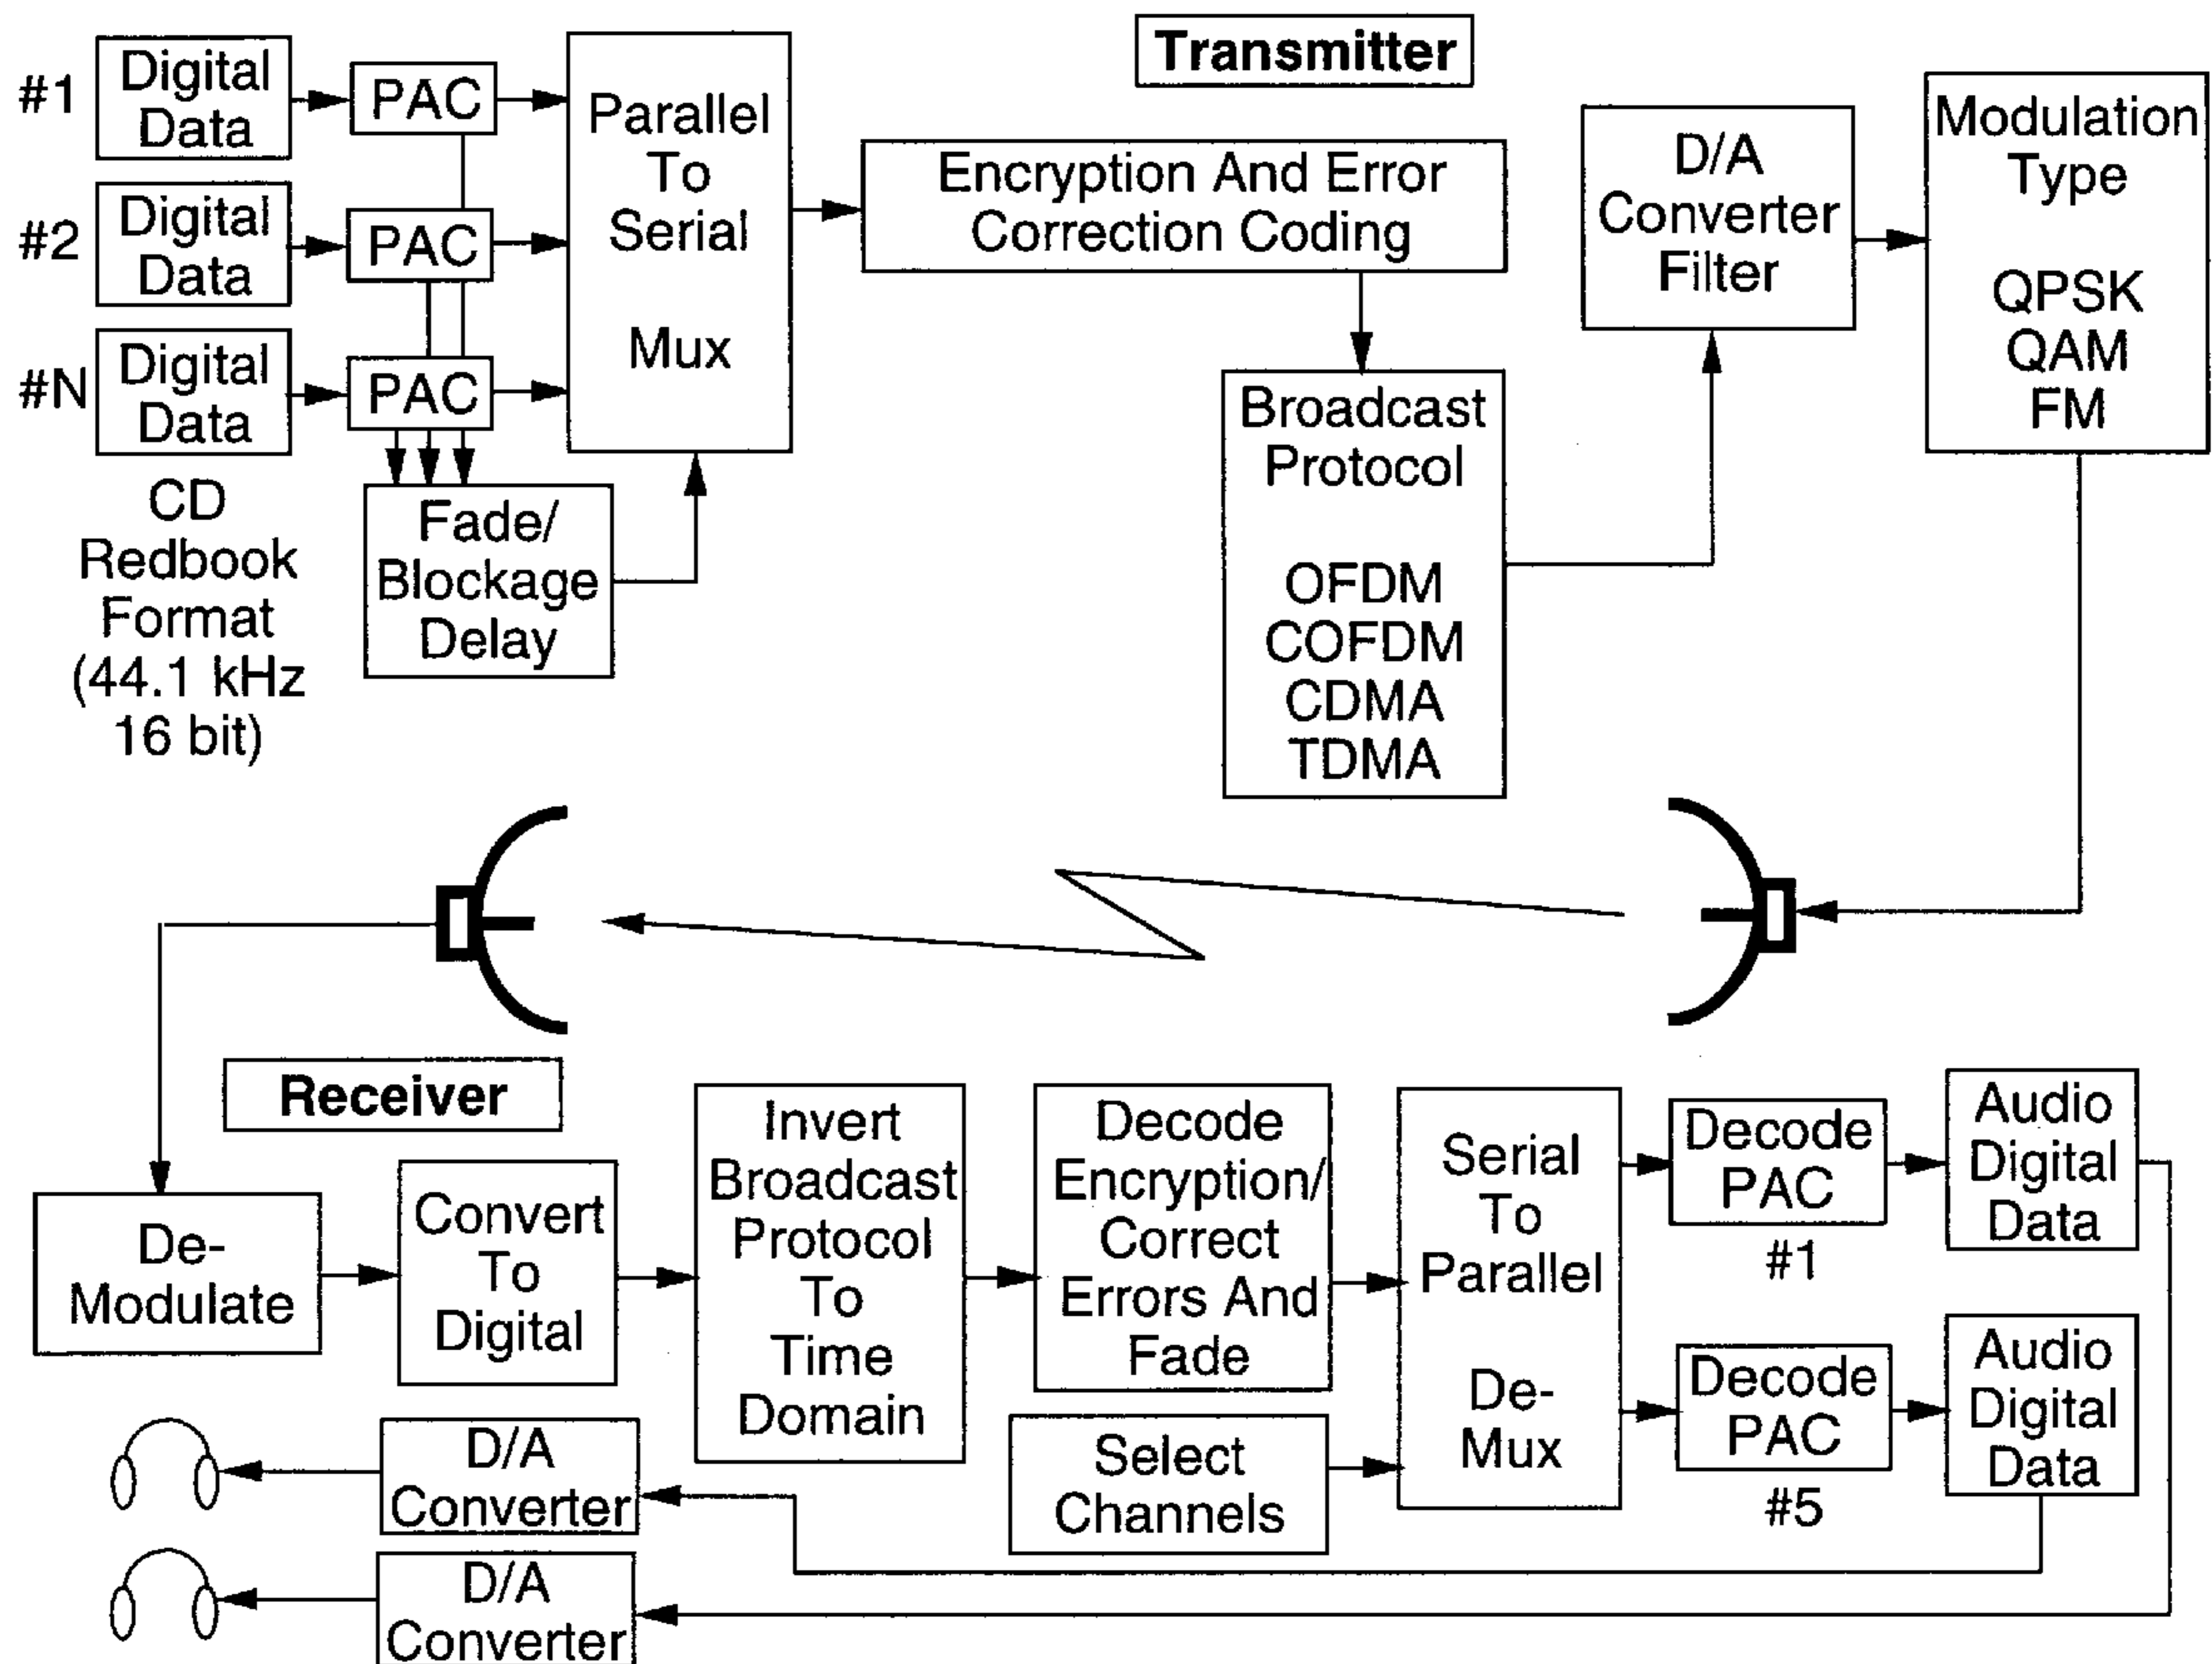 Transmitter
#1
Digital
Data
PAC
#2
Digital
Data
PAC
#N
Digital
Data
PAC
CD
Redbook
Format
(44.1 kHz
16 bit)
Fade/
Blockage
Delay
Parallel
To
Serial
Mux
Encryption And Error
Correction Coding
Broadcast
Protocol
OFDM
COFDM
CDMA
TDMA
D/A
Converter
Filter
Modulation
Type
QPSK
QAM
FM
Receiver
De-
Modulate
Convert
To
Digital
Invert
Broadcast
Protocol
To
Time
Domain
Decode
Encryption/
Correct
Errors And
Fade
Select
Channels
Serial
To
Parallel
De-
Mux
Decode
PAC
#1
Audio
Digital
Data
Decode
PAC
#5
Audio
Digital
Data
D/A
Converter
D/A
Converter